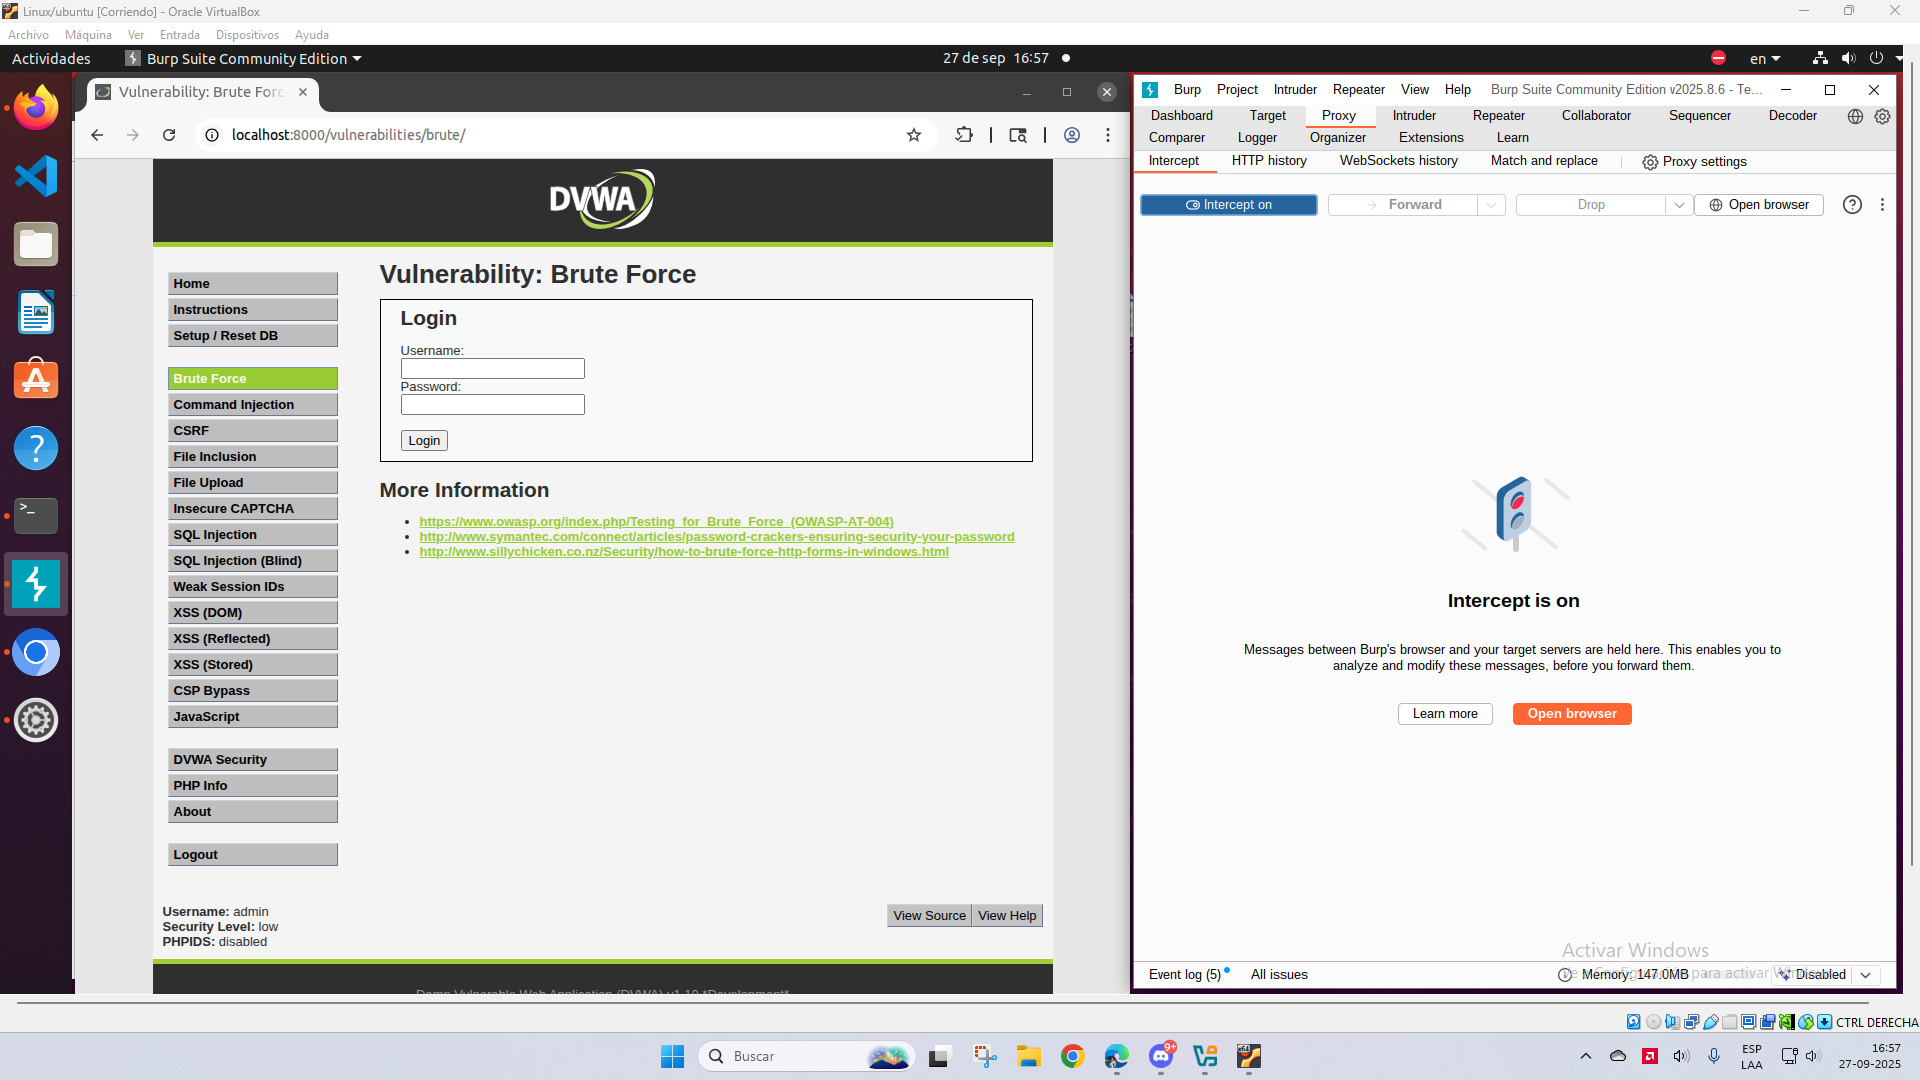 Linux/ubuntu [Corriendo] - Oracle VirtualBox
Archivo Máquina Ver Entrada Dispositivos Ayuda
Actividades Burp Suite Community Edition 27 de sep 16:57 en
Vulnerability: Brute Forc
localhost:8000/vulnerabilities/brute/
DVWA
Home
Instructions
Setup / Reset DB
Brute Force
Command Injection
CSRF
File Inclusion
File Upload
Insecure CAPTCHA
SQL Injection
SQL Injection (Blind)
Weak Session IDs
XSS (DOM)
XSS (Reflected)
XSS (Stored)
CSP Bypass
JavaScript
DVWA Security
PHP Info
About
Logout
Vulnerability: Brute Force
Login
Username:
Password:
Login
More Information
https://www.owasp.org/index.php/Testing_for_Brute_Force_(OWASP-AT-004)
http://www.symantec.com/connect/articles/password-crackers-ensuring-security-your-password
http://www.sillychicken.co.nz/Security/how-to-brute-force-http-forms-in-windows.html
Username: admin
Security Level: low
PHPIDS: disabled
View Source View Help
Damn Vulnerable Web Application (DVWA) v1.10 *Development*
Burp Project Intruder Repeater View Help Burp Suite Community Edition v2025.8.6 - Te...
Dashboard Target Proxy Intruder Repeater Collaborator Sequencer Decoder
Comparer Logger Organizer Extensions Learn
Intercept HTTP history WebSockets history Match and replace Proxy settings
Intercept on Forward Drop Open browser
Intercept is on
Messages between Burp's browser and your target servers are held here. This enables you to
analyze and modify these messages, before you forward them.
Learn more Open browser
Activar Windows
Event log (5) All issues Memory: 147.0MB Disabled
CTRL DERECHA
Buscar
9+
ESP
LAA
16:57
27-09-2025